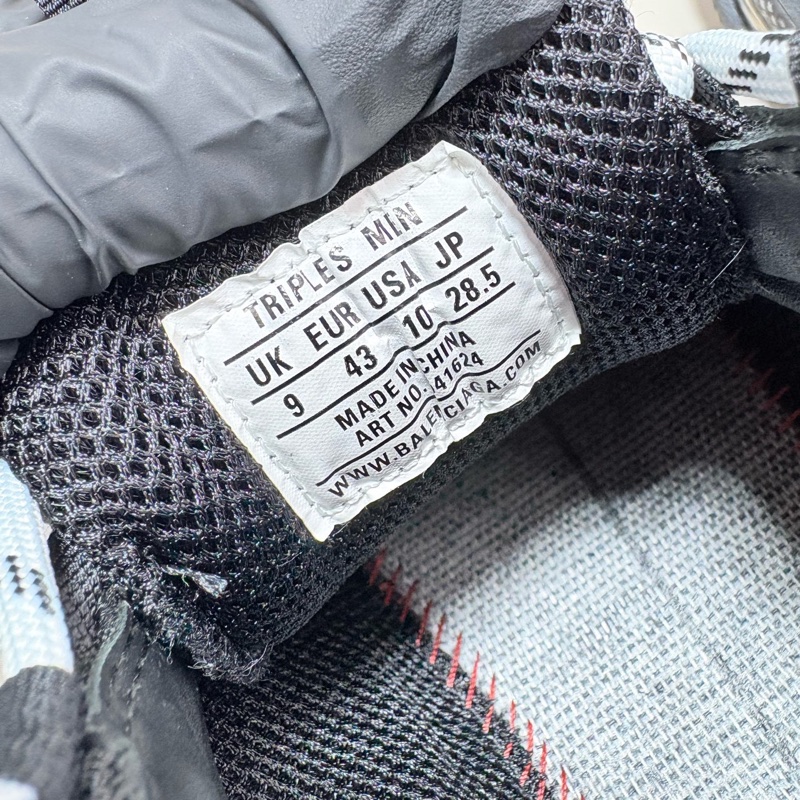 TRIPLES MIN
UK EUR USA JP
9 43 10 28.5
MADE IN CHINA
ART NO. 41624
WWW.BALENCIAGA.COM